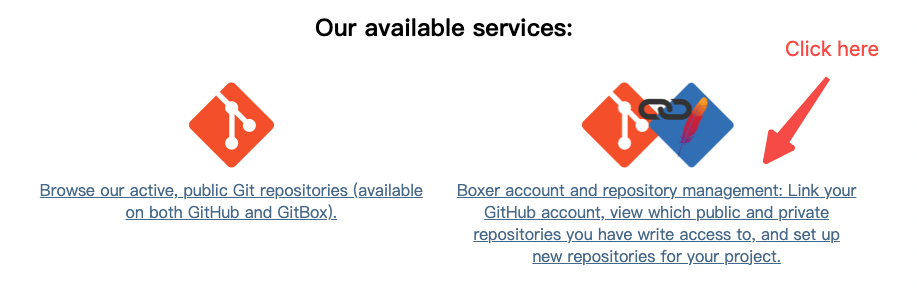 Our available services:
Click here
Browse our active, public Git repositories (available
on both GitHub and GitBox).
Boxer account and repository management: Link your
GitHub account, view which public and private
repositories you have write access to, and set up
new repositories for your project.